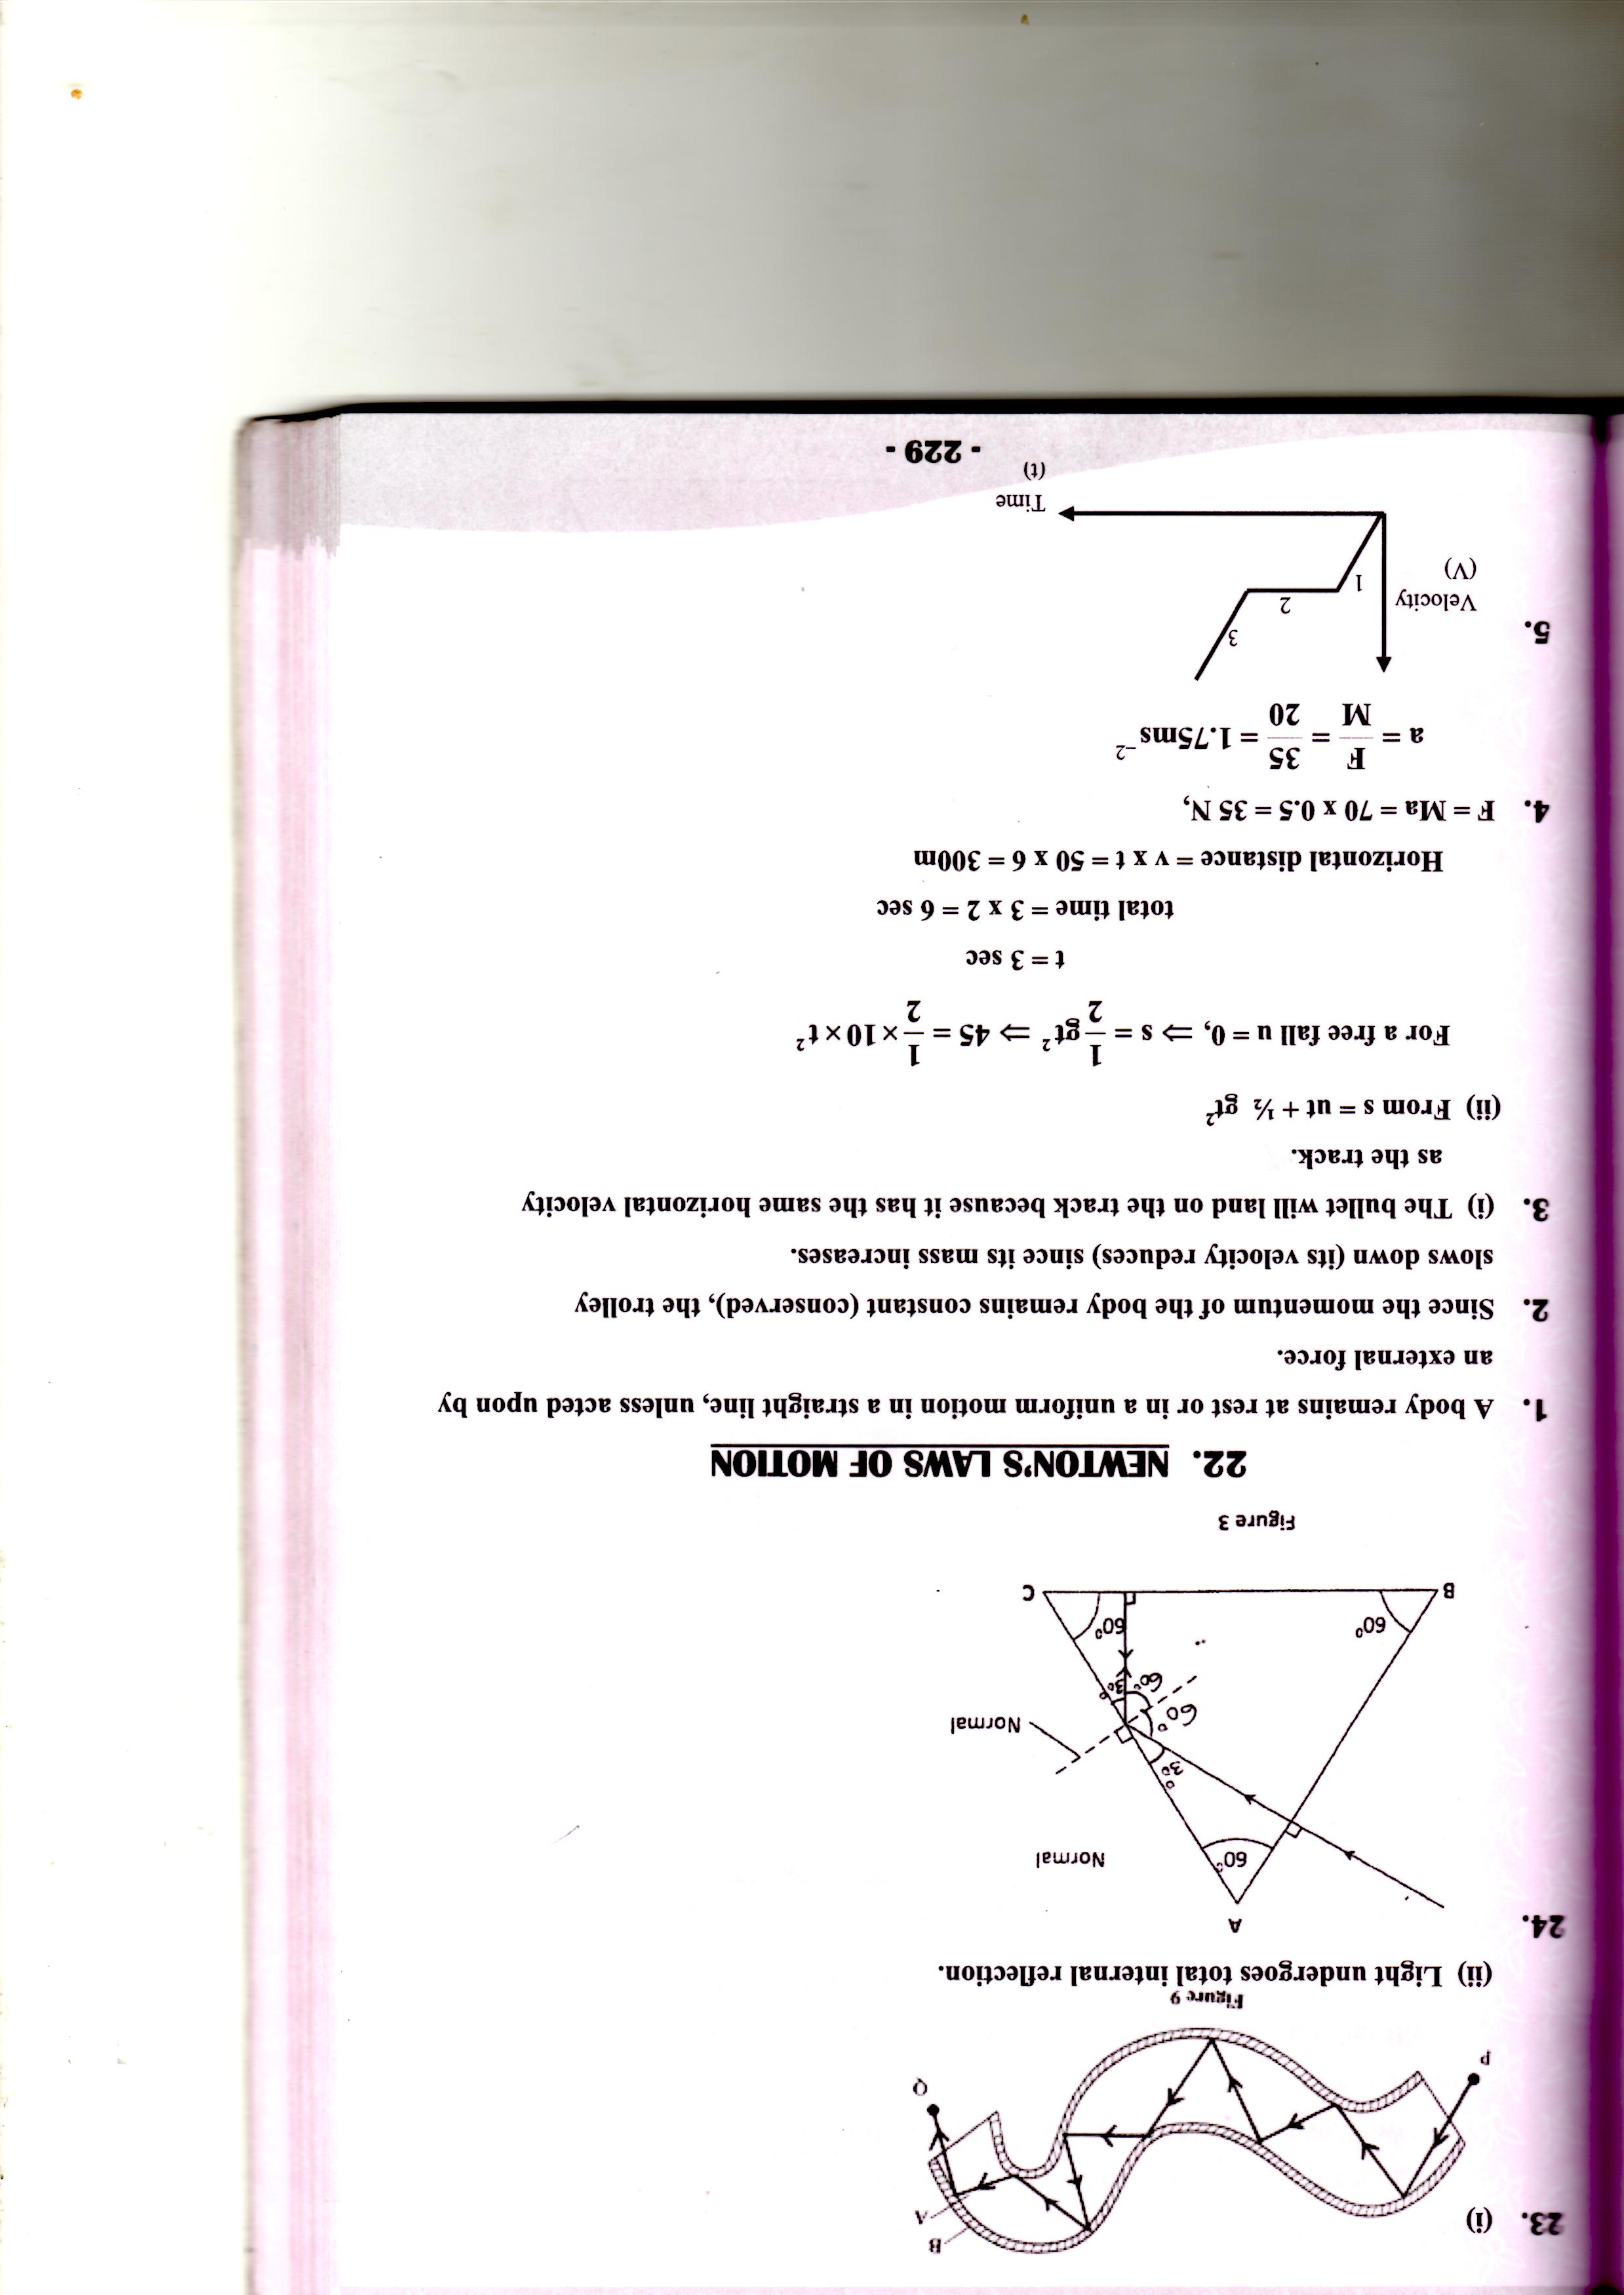 23. (i)
B
A
P
Q
Figure 9
(ii) Light undergoes total internal reflection.
24.
A
60°
Normal
30°
60°
Normal
60°
30°
60°
60°
B
C
Figure 3
22. NEWTON'S LAWS OF MOTION
1. A body remains at rest or in a uniform motion in a straight line, unless acted upon by
an external force.
2. Since the momentum of the body remains constant (conserved), the trolley
slows down (its velocity reduces) since its mass increases.
3. (i) The bullet will land on the track because it has the same horizontal velocity
as the track.
(ii) From s = ut + ½ gt²
For a free fall u = 0, ⇒ s = 1/2 gt² ⇒ 45 = 1/2 × 10 × t²
t = 3 sec
total time = 3 x 2 = 6 sec
Horizontal distance = v x t = 50 x 6 = 300m
4. F = Ma = 70 x 0.5 = 35 N,
a = F/M = 35/20 = 1.75ms⁻²
5.
Velocity
(V)
1
2
3
Time
(t)
- 229 -